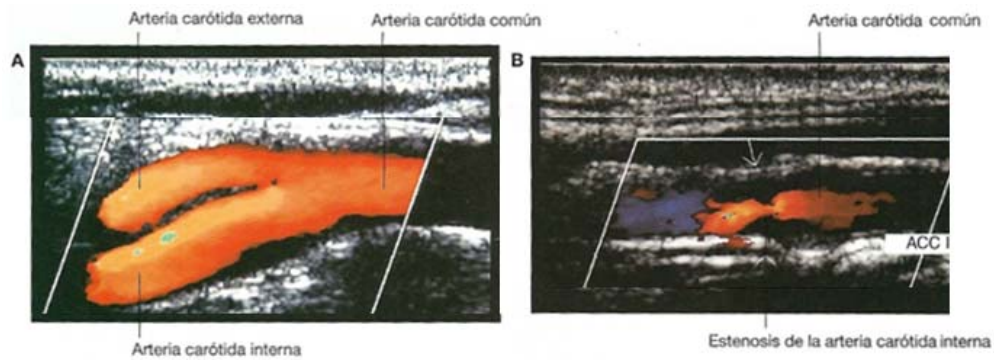 Arteria carótida externa
Arteria carótida común
Arteria carótida común
A
B
ACC I
Estenosis de la arteria carótida interna
Arteria carótida interna